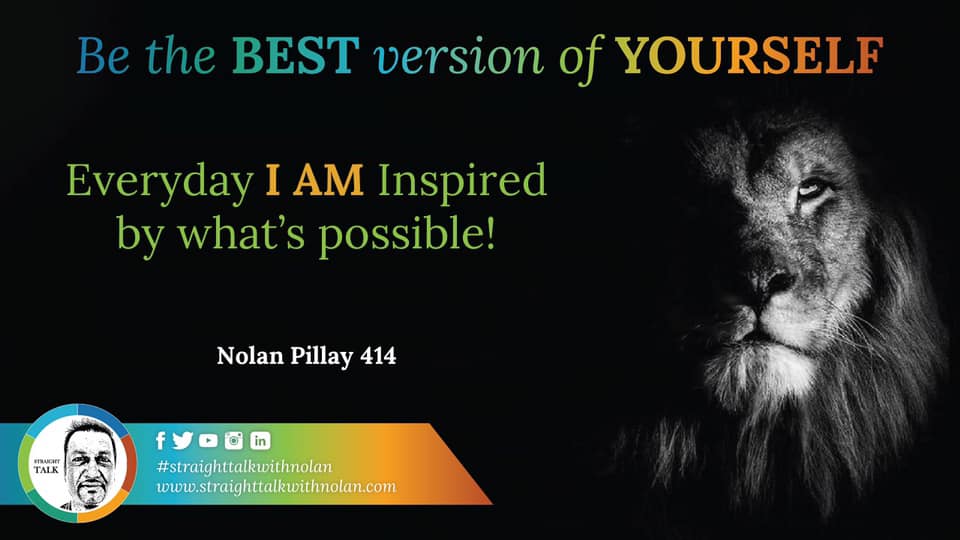 Be the BEST version of YOURSELF
Everyday I AM Inspired
by what's possible!
Nolan Pillay 414
STRAIGHT
TALK
#straighttalkwithnolan
www.straighttalkwithnolan.com